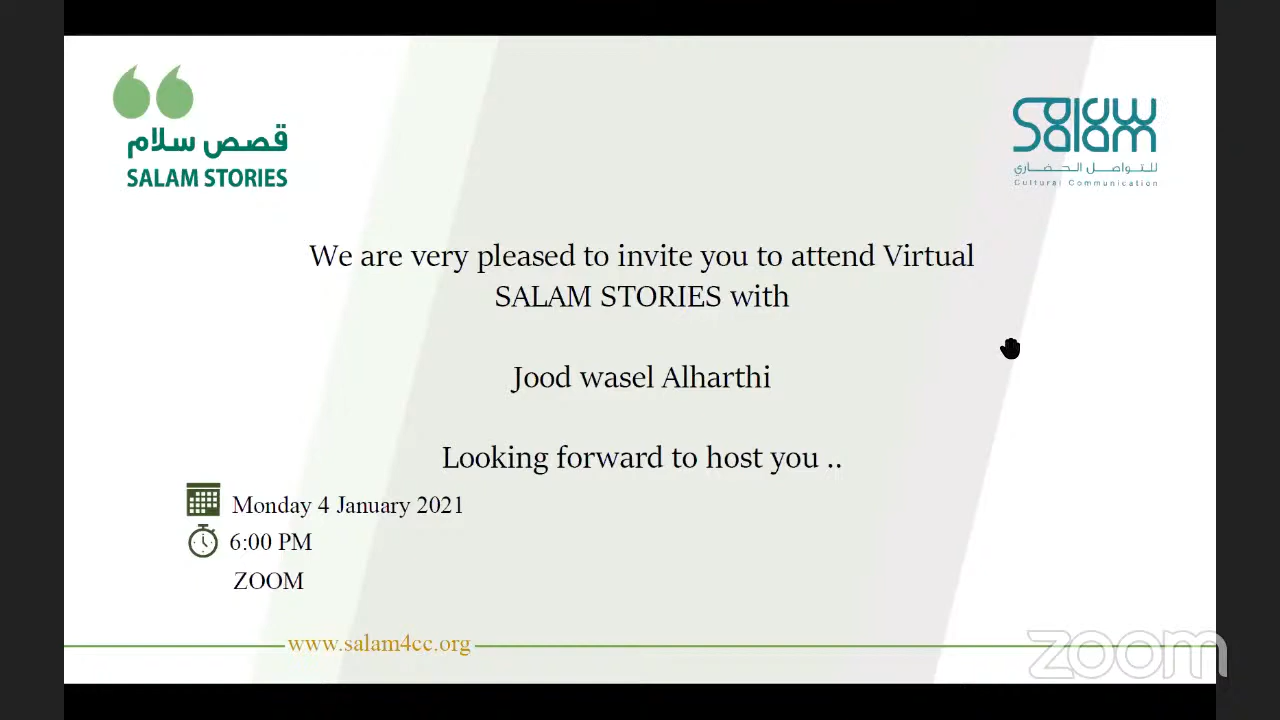 قصص سلام
SALAM STORIES
سلام
Salam
للتواصل الحضاري
Cultural Communication
We are very pleased to invite you to attend Virtual
SALAM STORIES with
Jood wasel Alharthi
Looking forward to host you ..
Monday 4 January 2021
6:00 PM
ZOOM
www.salam4cc.org
zoom